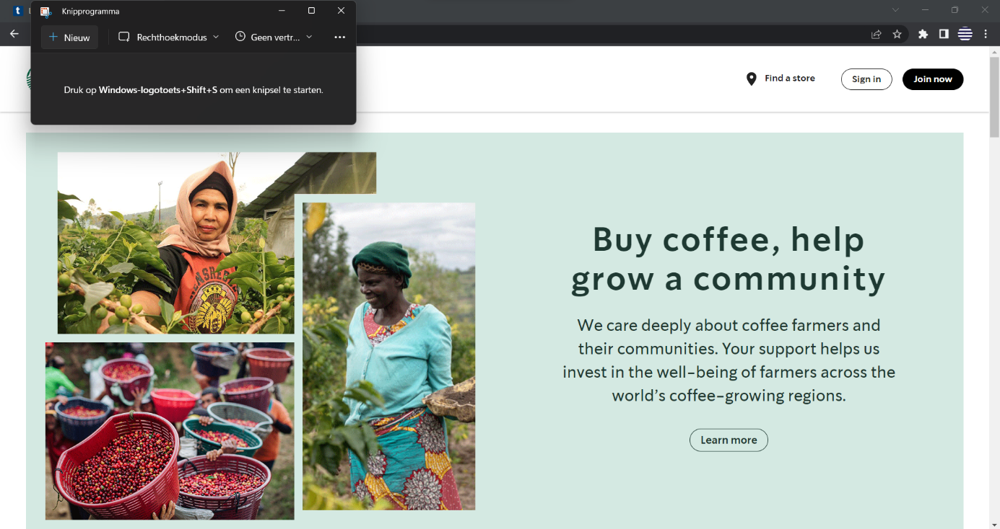 t
Knipprogramma
Nieuw
Rechthoekmodus
Geen vertr...
Druk op Windows-logotoets+Shift+S om een knipsel te starten.
Find a store
Sign in
Join now
Buy coffee, help
grow a community
We care deeply about coffee farmers and
their communities. Your support helps us
invest in the well-being of farmers across the
world's coffee-growing regions.
Learn more